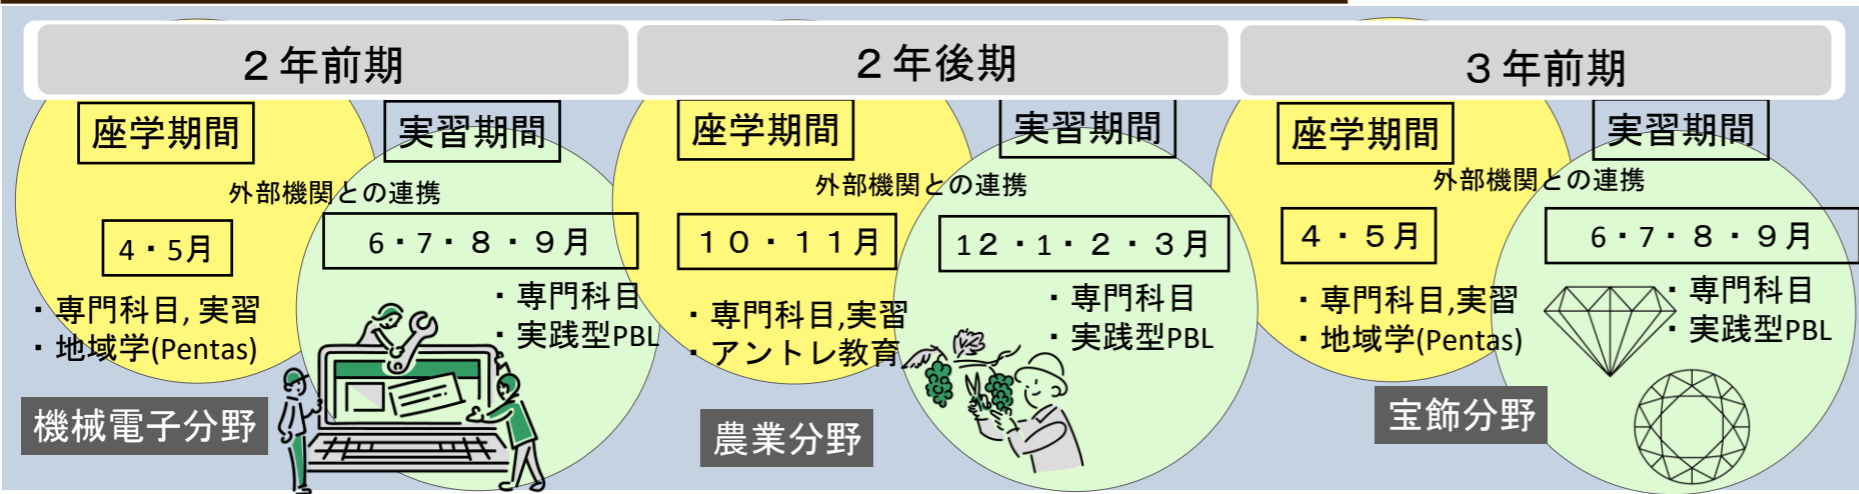 ２年前期
座学期間
実習期間
外部機関との連携
4・5月
6・7・８・９月
・専門科目, 実習
・地域学(Pentas)
・専門科目
・実践型PBL
機械電子分野
２年後期
座学期間
実習期間
外部機関との連携
１０・１１月
1２・1・２・３月
・専門科目,実習
・アントレ教育
・専門科目
・実践型PBL
農業分野
３年前期
座学期間
実習期間
外部機関との連携
４・５月
6・7・８・９月
・専門科目,実習
・地域学(Pentas)
・専門科目
・実践型PBL
宝飾分野